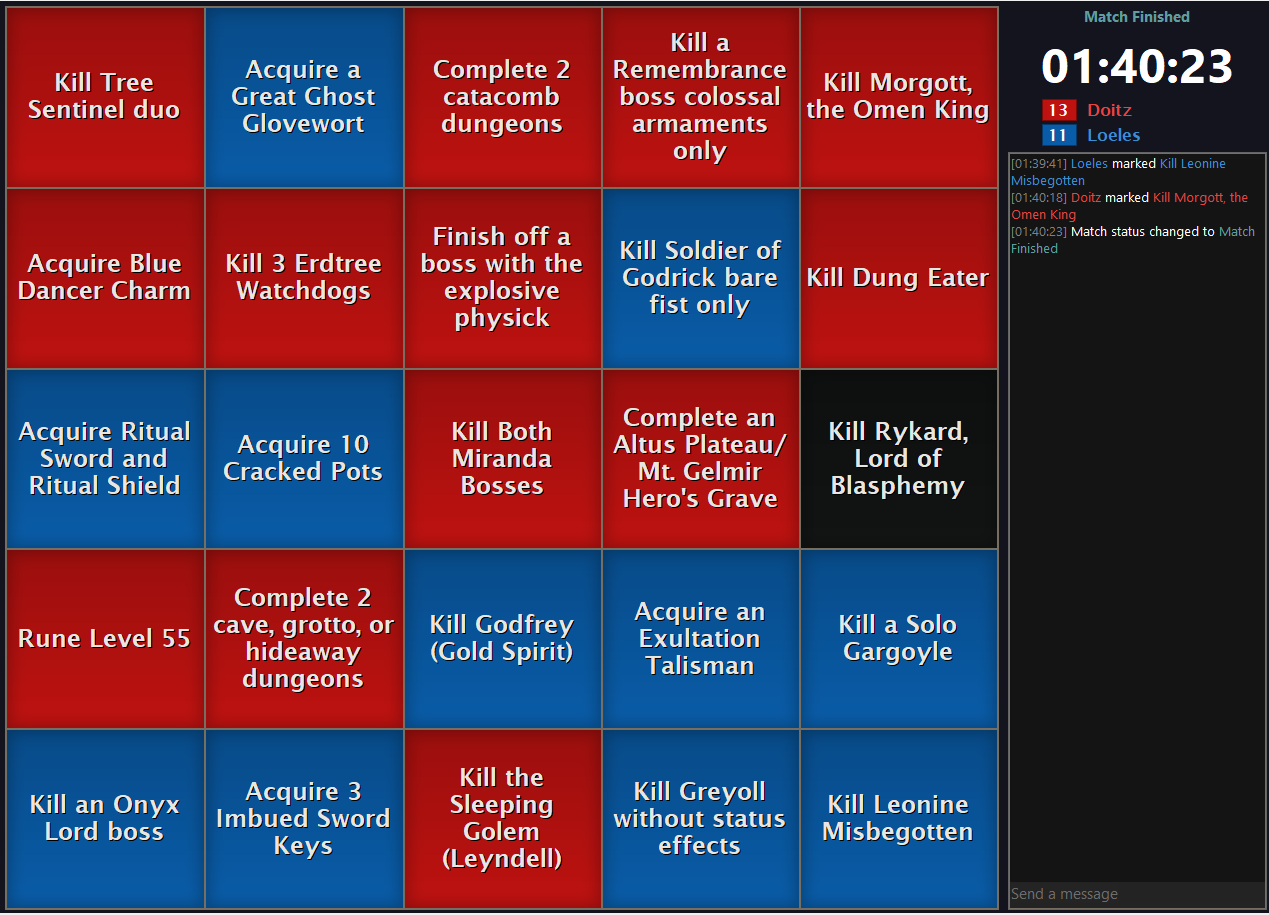 Kill Tree
Sentinel duo
Acquire a
Great Ghost
Glovewort
Complete 2
catacomb
dungeons
Kill a
Remembrance
boss colossal
armaments
only
Kill Morgott,
the Omen King
Acquire Blue
Dancer Charm
Kill 3 Erdtree
Watchdogs
Finish off a
boss with the
explosive
physick
Kill Soldier of
Godrick bare
fist only
Kill Dung Eater
Acquire Ritual
Sword and
Ritual Shield
Acquire 10
Cracked Pots
Kill Both
Miranda
Bosses
Complete an
Altus Plateau/
Mt. Gelmir
Hero's Grave
Kill Rykard,
Lord of
Blasphemy
Rune Level 55
Complete 2
cave, grotto, or
hideaway
dungeons
Kill Godfrey
(Gold Spirit)
Acquire an
Exultation
Talisman
Kill a Solo
Gargoyle
Kill an Onyx
Lord boss
Acquire 3
Imbued Sword
Keys
Kill the
Sleeping
Golem
(Leyndell)
Kill Greyoll
without status
effects
Kill Leonine
Misbegotten
Match Finished
01:40:23
13 Doitz
11 Loeles
[01:39:41] Loeles marked Kill Leonine
Misbegotten
[01:40:18] Doitz marked Kill Morgott, the
Omen King
[01:40:23] Match status changed to Match
Finished
Send a message